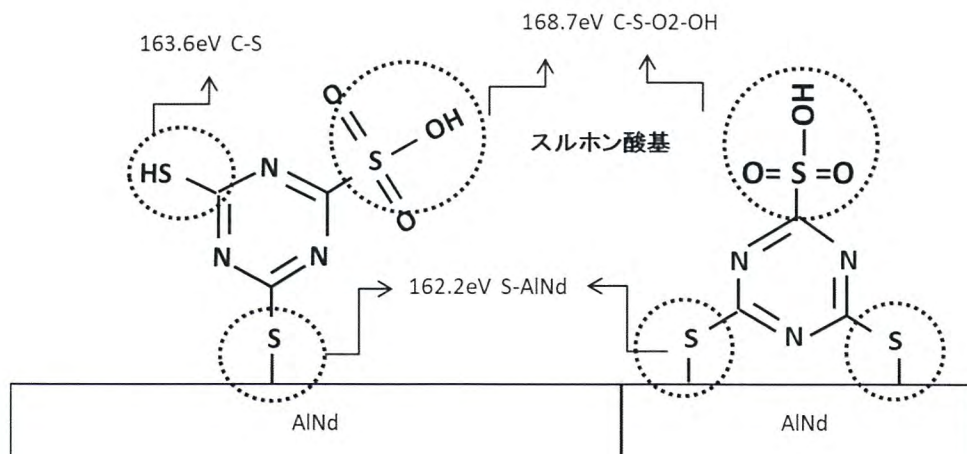 168.7eV C-S-O2-OH
163.6eV C-S
スルホン酸基
O
OH
S
O
HS
N
N
N
S
HO
O=S=O
N
N
N
S
S
162.2eV S-AlNd
AlNd
AlNd